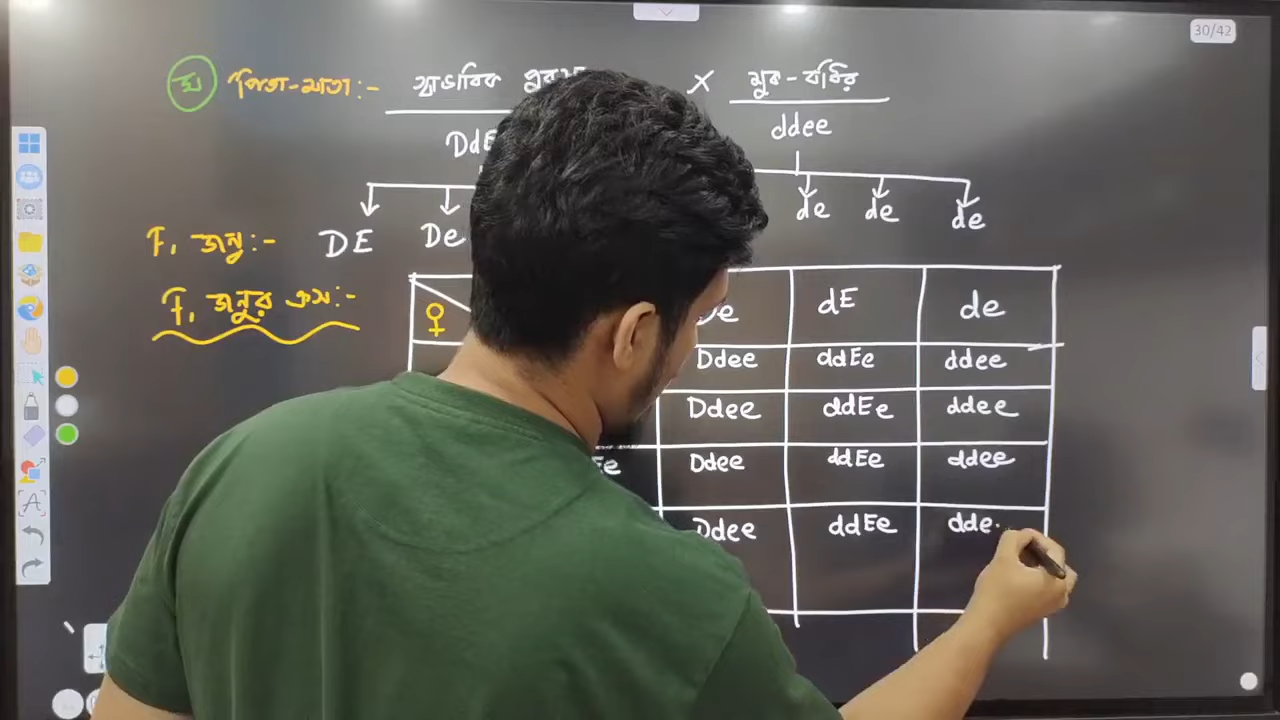 30/42
ঘ পিতা-মাতা:- স্বাভাবিক × মুক-বধির
ddee
de de de
F₁ জনু:- DE De
F₁ জনুর ক্রস:-
♀ De dE de
Ddee ddEe ddee
Ddee ddEe ddee
Ee Ddee ddEe ddee
Ddee ddEe dde